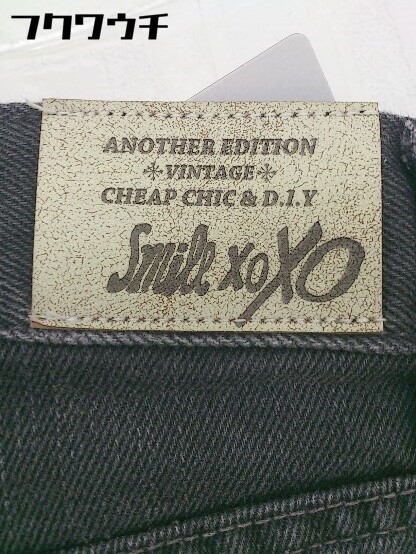 フクワウチ
ANOTHER EDITION
*VINTAGE*
CHEAP CHIC & D.I.Y
Smile xoXO